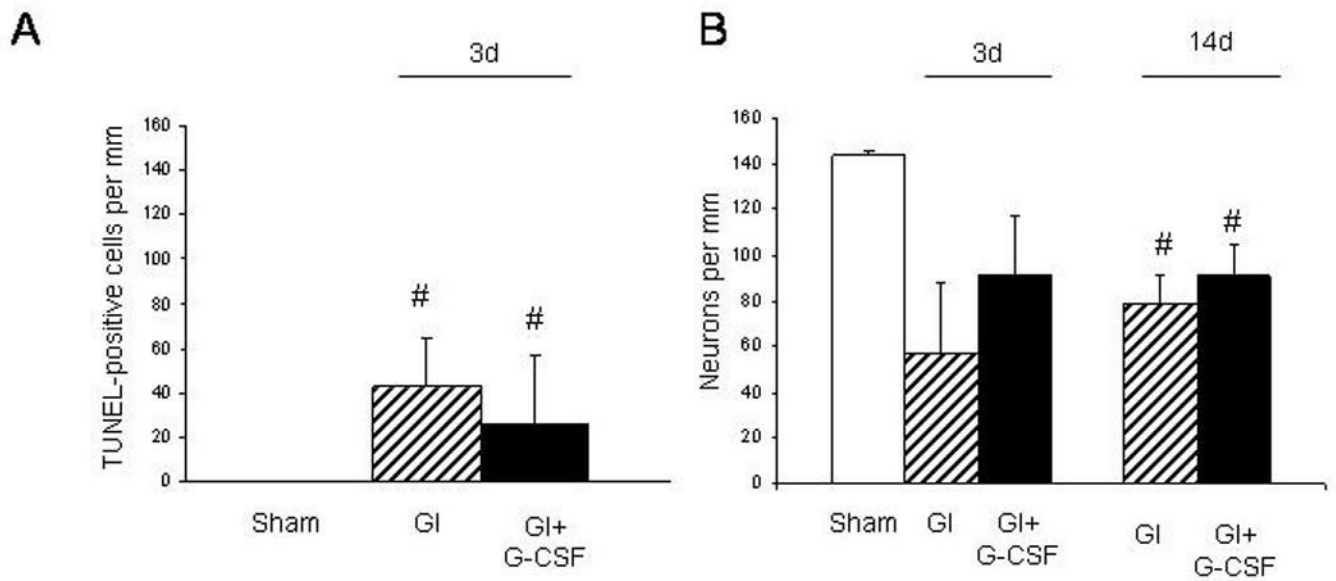 A
3d
TUNEL-positive cells per mm
160
140
120
100
80
60
40
20
0
#
#
Sham
GI
GI+
G-CSF
B
3d
14d
Neurons per mm
160
140
120
100
80
60
40
20
0
#
#
Sham
GI
GI+
G-CSF
GI
GI+
G-CSF